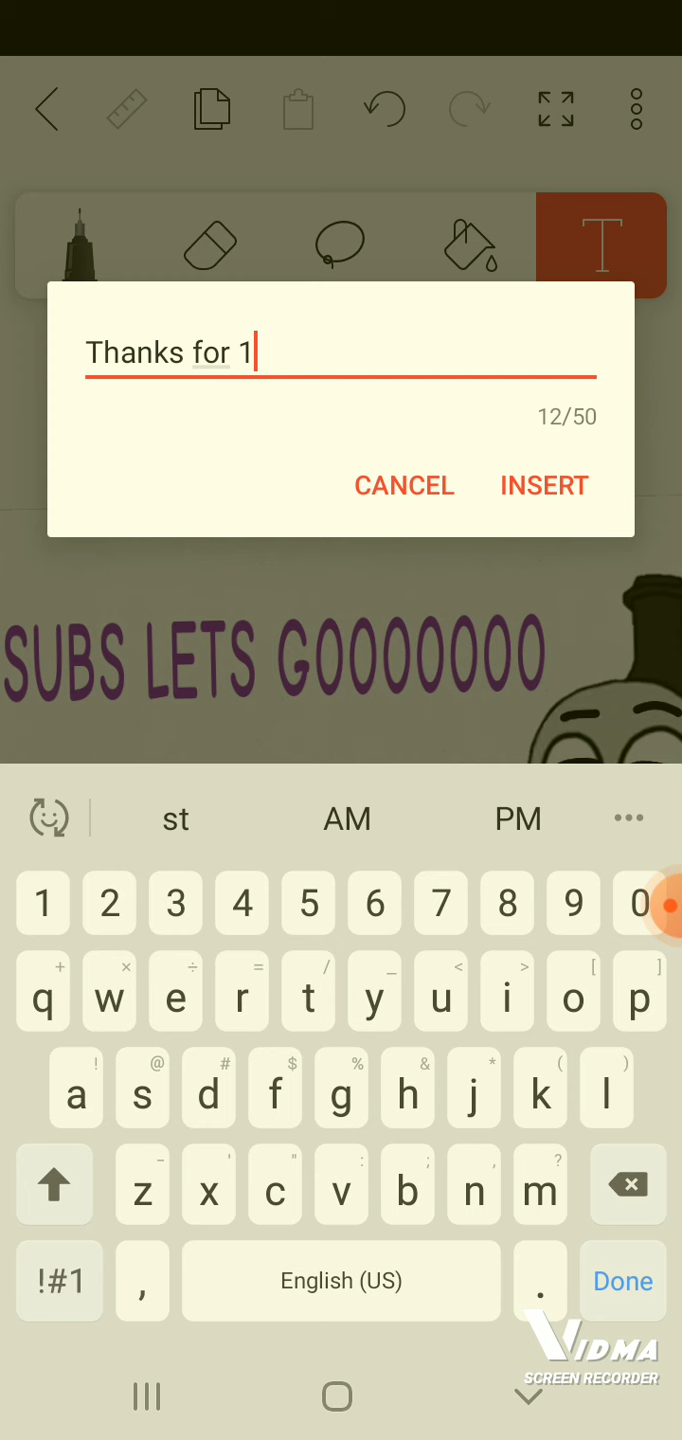 Thanks for 1
12/50
CANCEL INSERT
SUBS LETS GOOOOOOO
st AM PM
1 2 3 4 5 6 7 8 9 0
+ × ÷ = / _ < > [ ]
q w e r t y u i o p
! @ # $ % & * ( )
a s d f g h j k l
- ' " : ; , ?
z x c v b n m
!#1 , English (US) . Done
VIDMA
SCREEN RECORDER